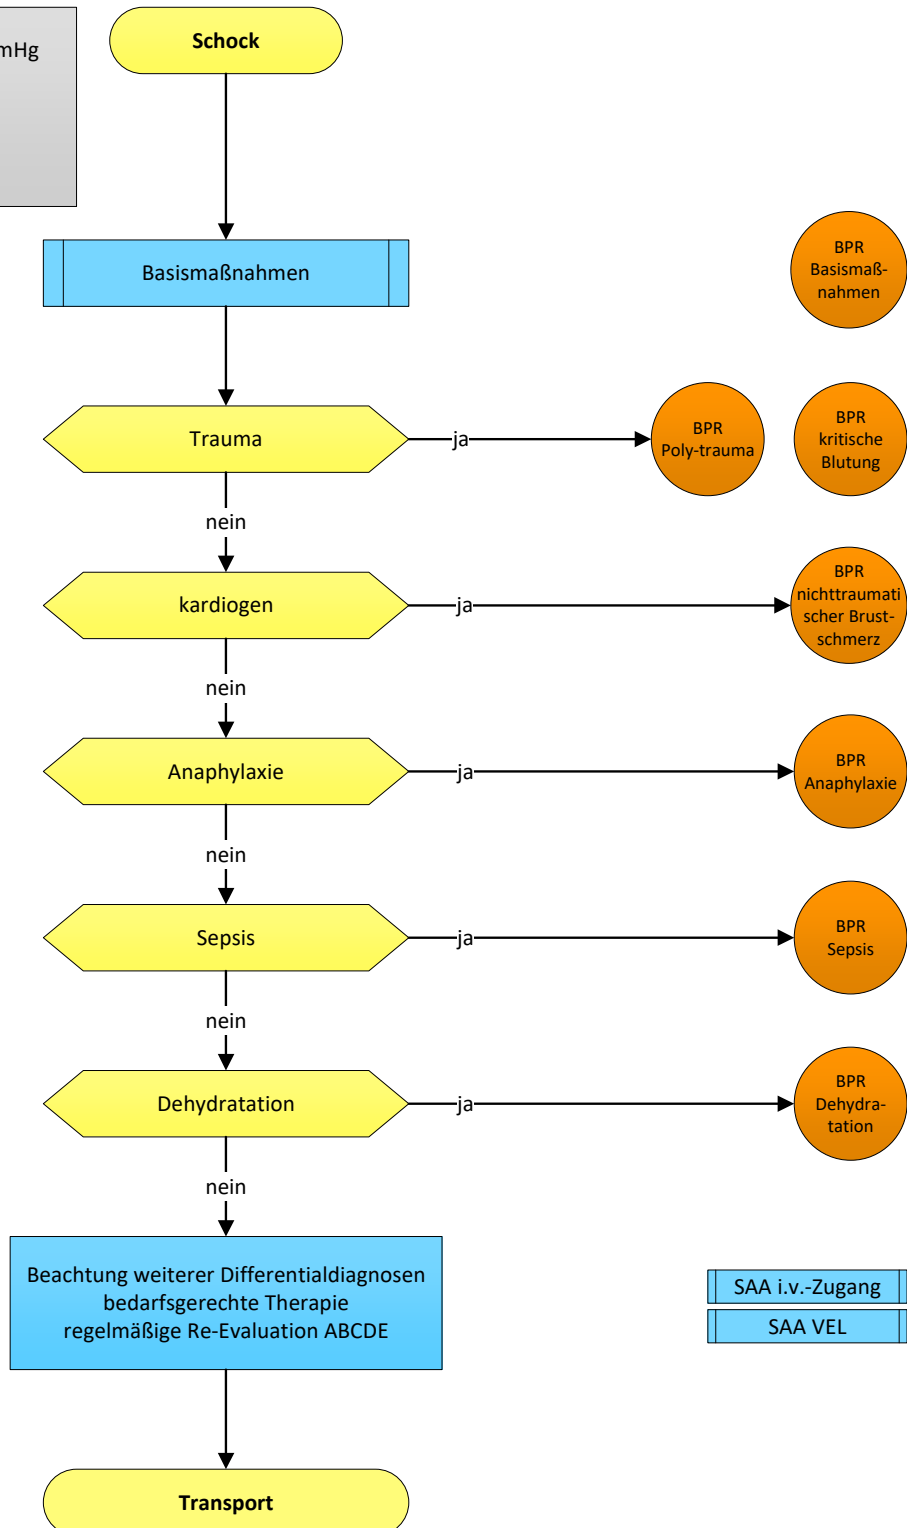 mHg
Schock
Basismaßnahmen
BPR
Basismaß-
nahmen
Trauma
ja
BPR
Poly-trauma
BPR
kritische
Blutung
nein
kardiogen
ja
BPR
nichttraumati
scher Brust-
schmerz
nein
Anaphylaxie
ja
BPR
Anaphylaxie
nein
Sepsis
ja
BPR
Sepsis
nein
Dehydratation
ja
BPR
Dehydra-
tation
nein
Beachtung weiterer Differentialdiagnosen
bedarfsgerechte Therapie
regelmäßige Re-Evaluation ABCDE
SAA i.v.-Zugang
SAA VEL
Transport